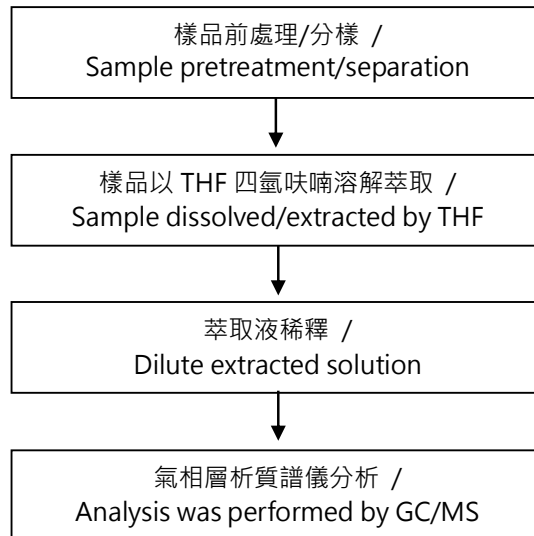 樣品前處理/分樣 /
Sample pretreatment/separation
樣品以 THF 四氫呋喃溶解萃取 /
Sample dissolved/extracted by THF
萃取液稀釋 /
Dilute extracted solution
氣相層析質譜儀分析 /
Analysis was performed by GC/MS